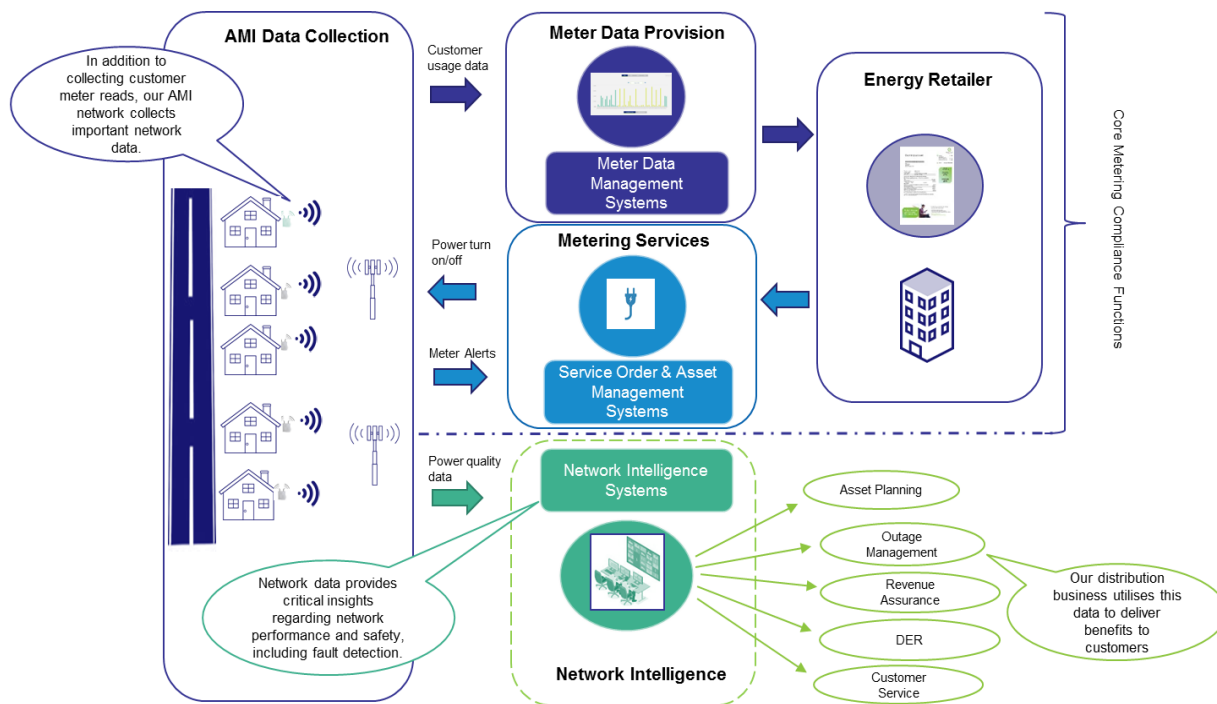 AMI Data Collection
In addition to
collecting customer
meter reads, our AMI
network collects
important network
data.
Customer
usage data
Meter Data Provision
Meter Data
Management
Systems
Energy Retailer
Core Metering Compliance Functions
Power turn
on/off
Metering Services
Meter Alerts
Service Order & Asset
Management
Systems
Power quality
data
Network Intelligence
Systems
Network Intelligence
Network data provides
critical insights
regarding network
performance and safety,
including fault detection.
Asset Planning
Outage
Management
Revenue
Assurance
DER
Customer
Service
Our distribution
business utilises this
data to deliver
benefits to
customers